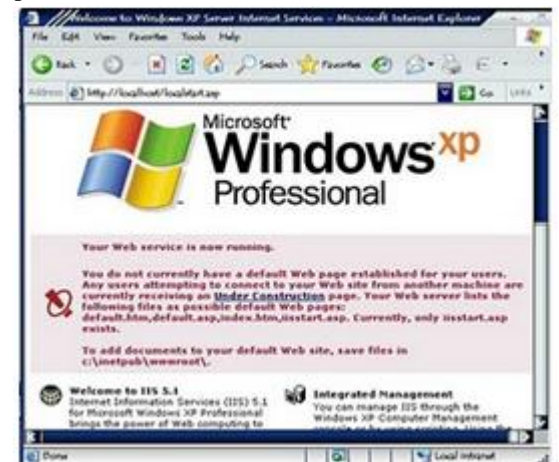 Welcome to Windows XP Server Internet Services - Microsoft Internet Explorer
File Edit View Favorites Tools Help
Back Search Favorites
Address http://localhost/localstart.asp Go Links
Microsoft
Windows xp
Professional
Your Web service is now running.
You do not currently have a default Web page established for your users.
Any users attempting to connect to your Web site from another machine are
currently receiving an Under Construction page. Your Web server lists the
following files as possible default Web pages:
default.htm,default.asp,index.htm,iisstart.asp. Currently, only iisstart.asp
exists.
To add documents to your default Web site, save files in
c:\inetpub\wwwroot\.
Welcome to IIS 5.1
Internet Information Services (IIS) 5.1
for Microsoft Windows XP Professional
brings the power of Web computing to
Integrated Management
You can manage IIS through the
Windows XP Computer Management
Done Local intranet